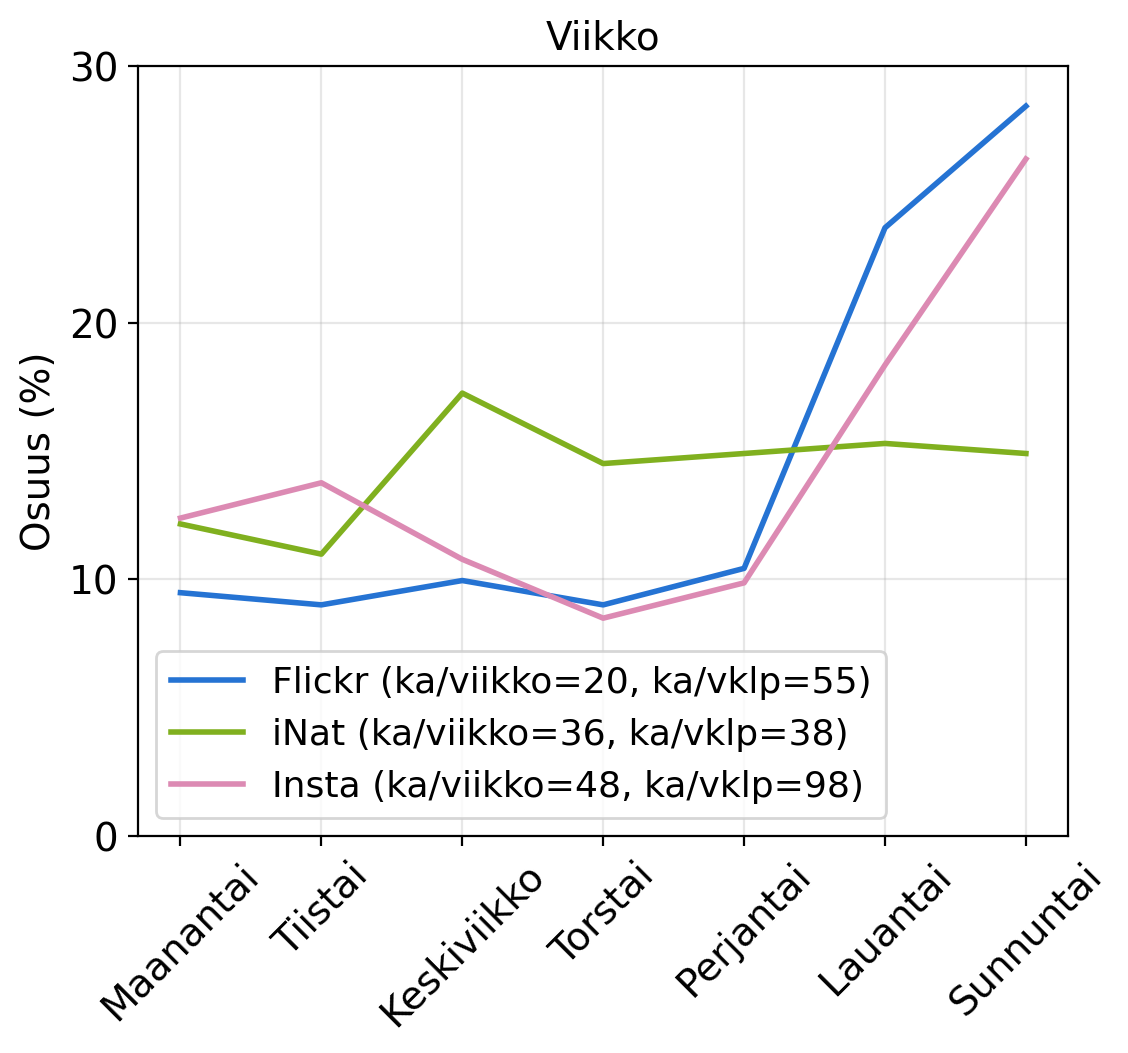 Viikko
Osuus (%)
30
20
10
0
Flickr (ka/viikko=20, ka/vklp=55)
iNat (ka/viikko=36, ka/vklp=38)
Insta (ka/viikko=48, ka/vklp=98)
Maanantai
Tiistai
Keskiviikko
Torstai
Perjantai
Lauantai
Sunnuntai